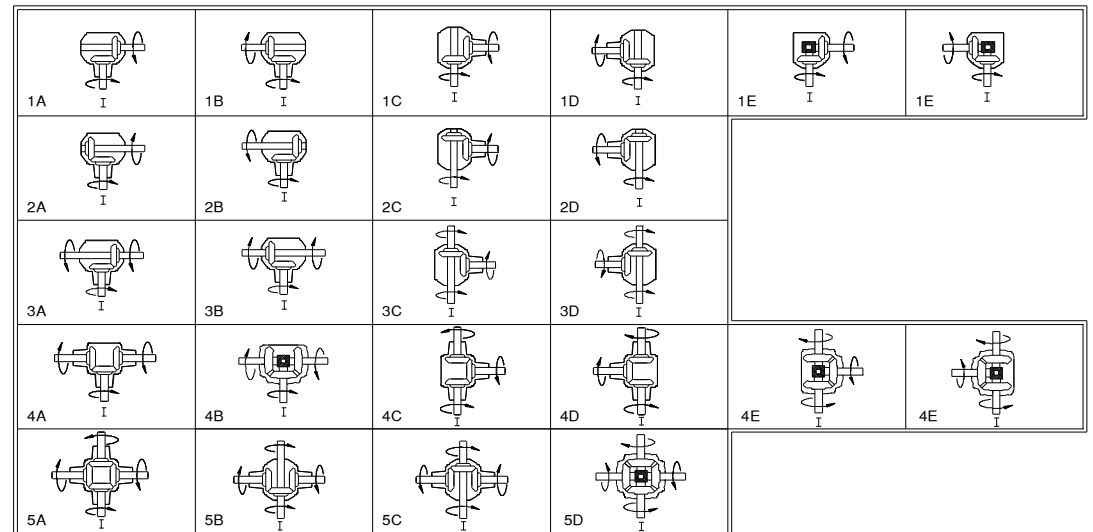 I I I I I I
1A 1B 1C 1D 1E 1E
I I I I
2A 2B 2C 2D
I I I I
3A 3B 3C 3D
I I I I I I
4A 4B 4C 4D 4E 4E
I I I I
5A 5B 5C 5D